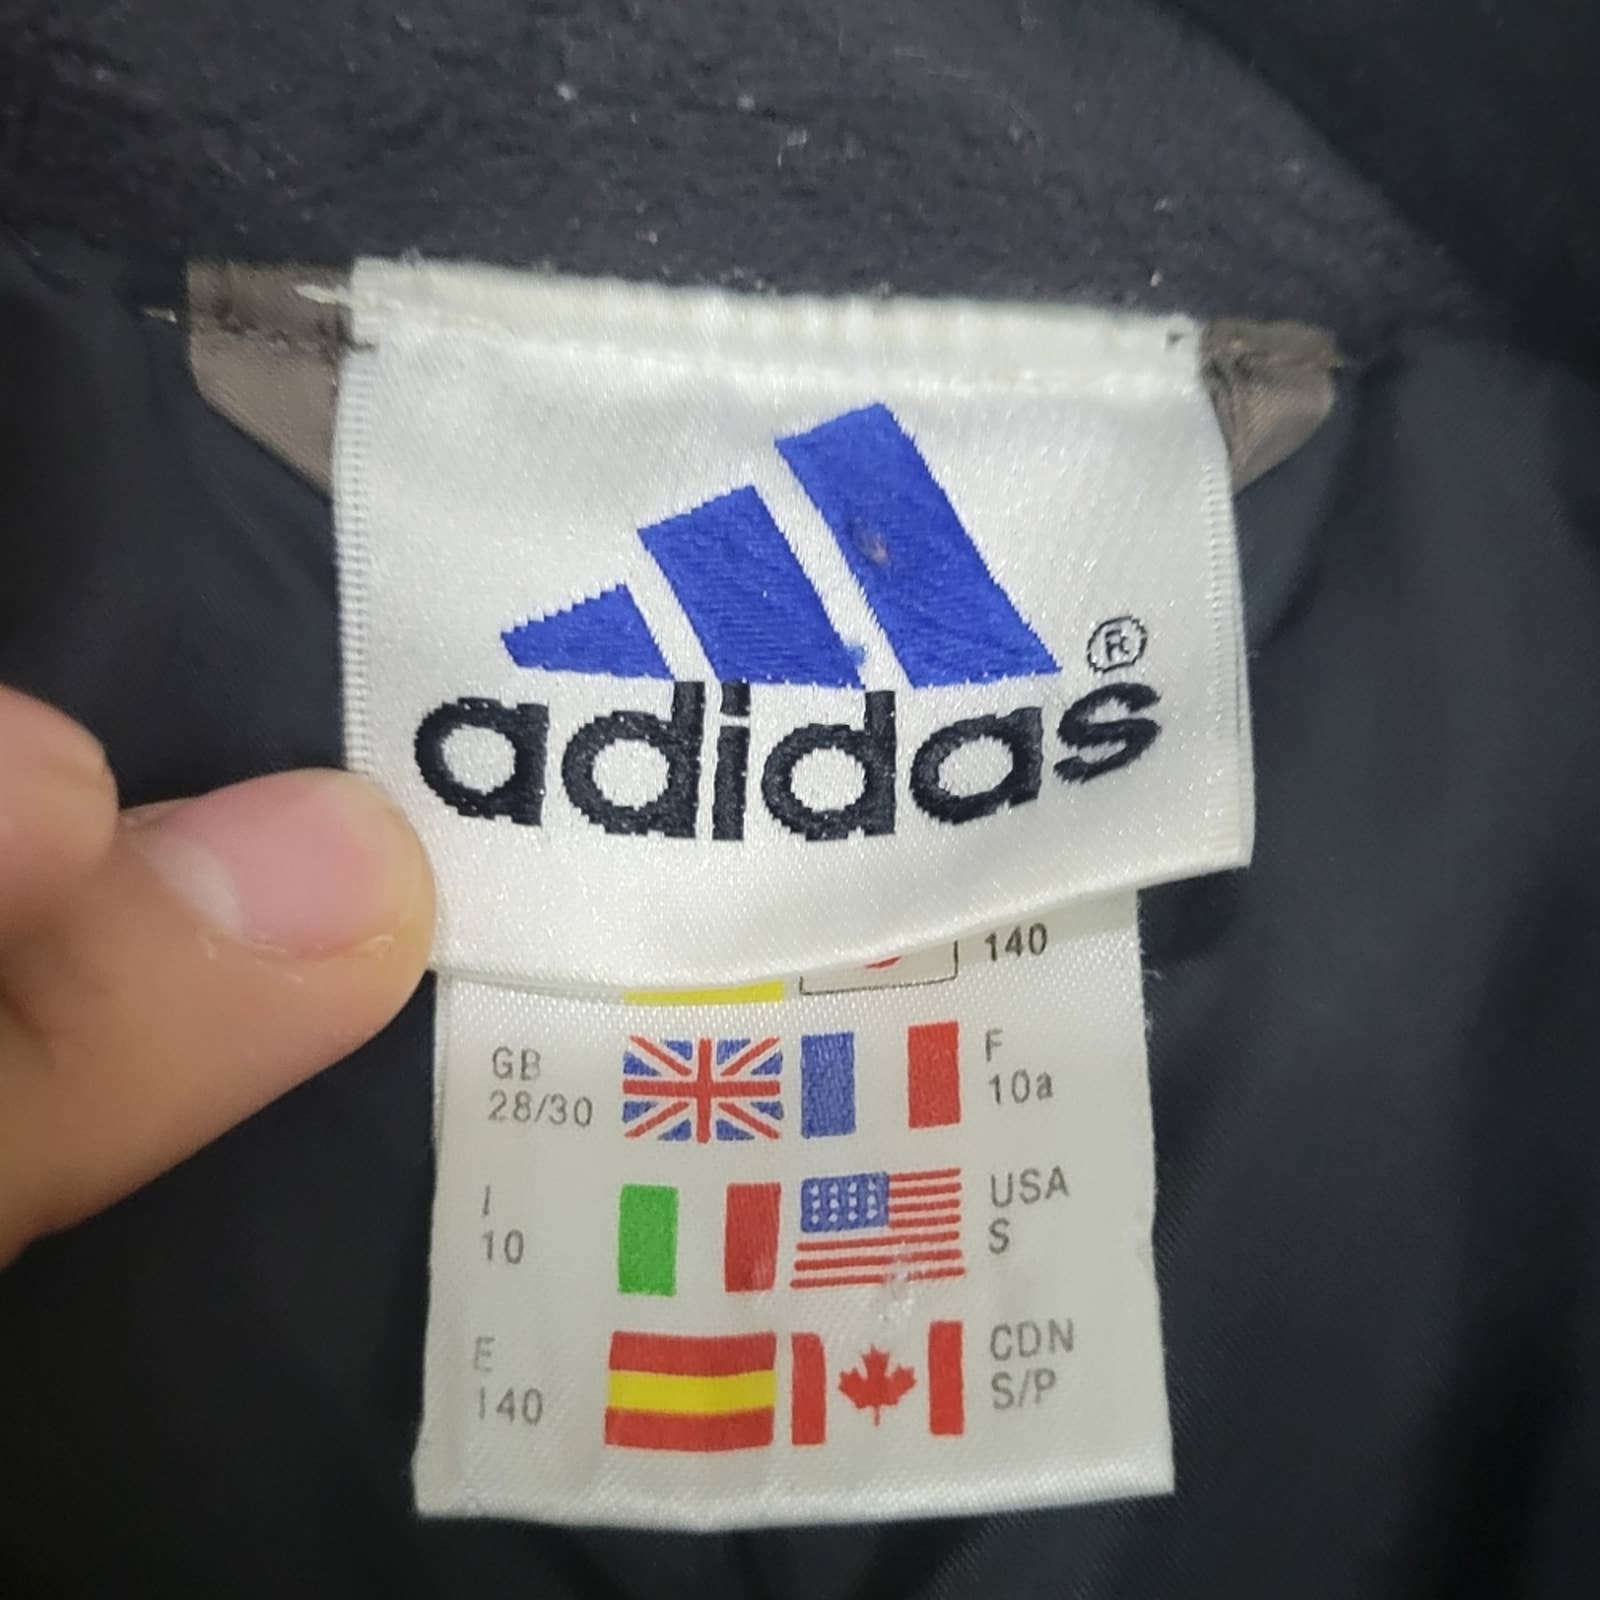 adidas®
140
GB
28/30
F
10a
I
10
USA
S
E
140
CDN
S/P